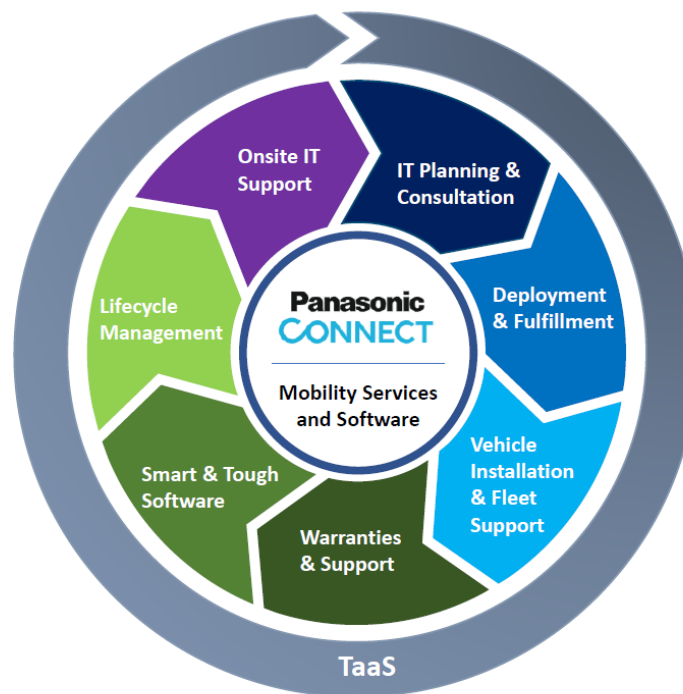 Onsite IT
Support
IT Planning &
Consultation
Deployment
& Fulfillment
Vehicle
Installation
& Fleet
Support
Warranties
& Support
Smart & Tough
Software
Lifecycle
Management
Panasonic
CONNECT
Mobility Services
and Software
TaaS